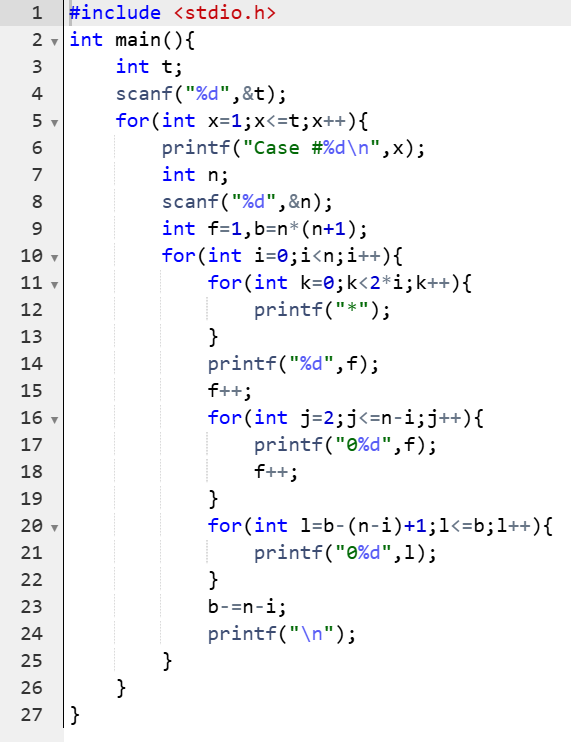 1 #include <stdio.h>
2 int main(){
3 int t;
4 scanf("%d",&t);
5 for(int x=1;x<=t;x++){
6 printf("Case #%d\n",x);
7 int n;
8 scanf("%d",&n);
9 int f=1,b=n*(n+1);
10 for(int i=0;i<n;i++){
11 for(int k=0;k<2*i;k++){
12 printf("*");
13 }
14 printf("%d",f);
15 f++;
16 for(int j=2;j<=n-i;j++){
17 printf("0%d",f);
18 f++;
19 }
20 for(int l=b-(n-i)+1;l<=b;l++){
21 printf("0%d",l);
22 }
23 b-=n-i;
24 printf("\n");
25 }
26 }
27 }